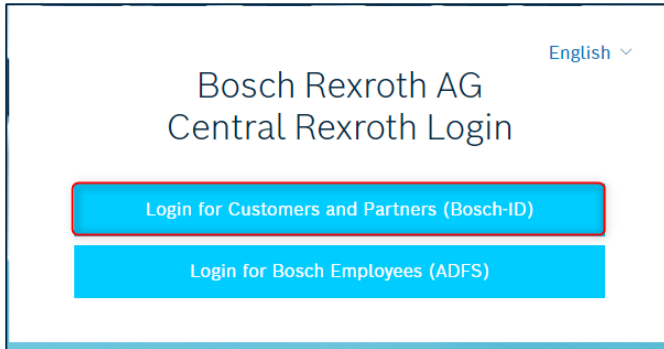 English
Bosch Rexroth AG
Central Rexroth Login
Login for Customers and Partners (Bosch-ID)
Login for Bosch Employees (ADFS)